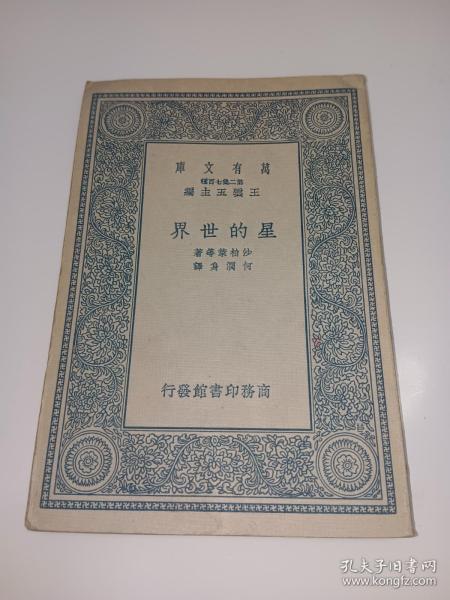 萬有文庫
第二集七百種
王雲五主編
星的世界
沙柏萊等著
何潤爲譯
商務印書館發行
孔夫子旧书网
www.kongfz.com